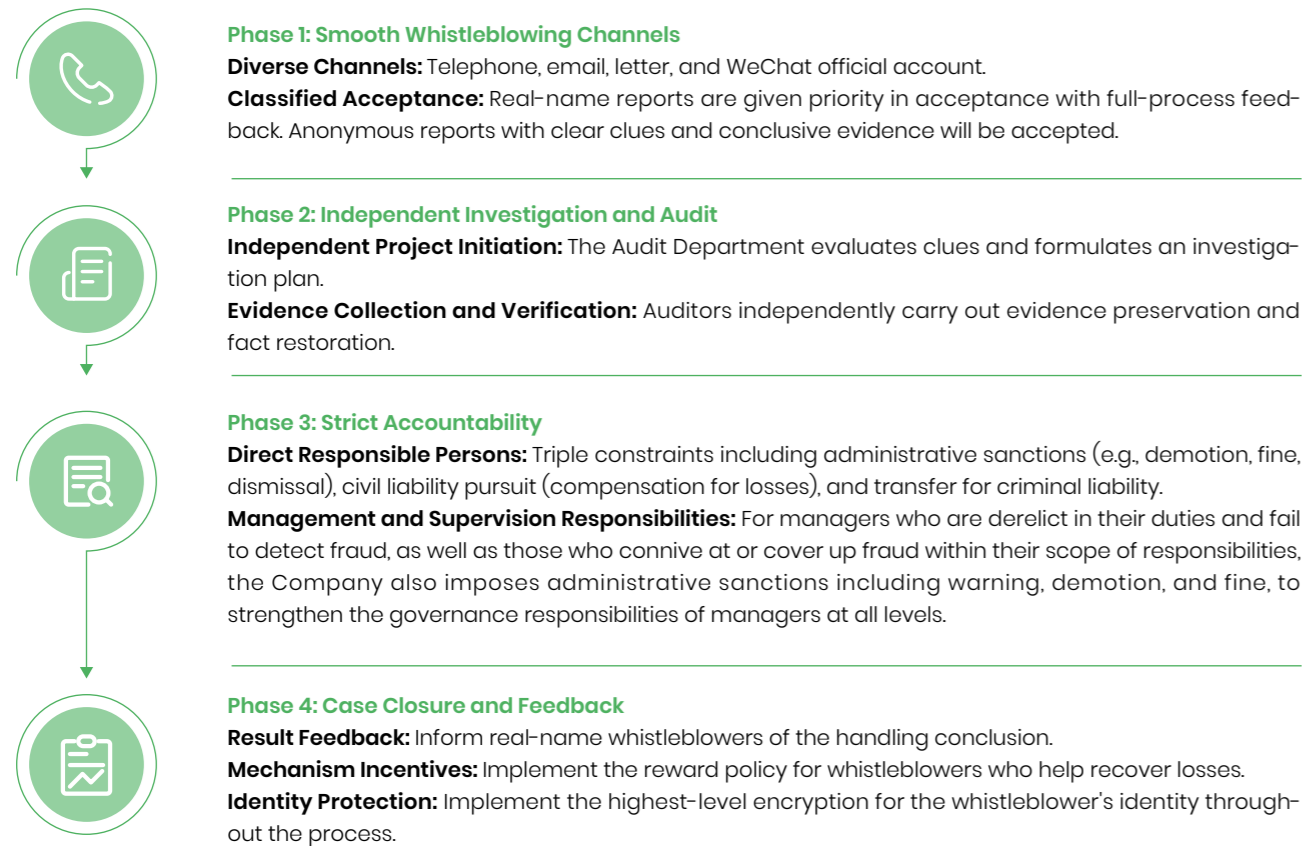 Phase 1: Smooth Whistleblowing Channels
Diverse Channels: Telephone, email, letter, and WeChat official account.
Classified Acceptance: Real-name reports are given priority in acceptance with full-process feed-
back. Anonymous reports with clear clues and conclusive evidence will be accepted.
Phase 2: Independent Investigation and Audit
Independent Project Initiation: The Audit Department evaluates clues and formulates an investiga-
tion plan.
Evidence Collection and Verification: Auditors independently carry out evidence preservation and
fact restoration.
Phase 3: Strict Accountability
Direct Responsible Persons: Triple constraints including administrative sanctions (e.g., demotion, fine,
dismissal), civil liability pursuit (compensation for losses), and transfer for criminal liability.
Management and Supervision Responsibilities: For managers who are derelict in their duties and fail
to detect fraud, as well as those who connive at or cover up fraud within their scope of responsibilities,
the Company also imposes administrative sanctions including warning, demotion, and fine, to
strengthen the governance responsibilities of managers at all levels.
Phase 4: Case Closure and Feedback
Result Feedback: Inform real-name whistleblowers of the handling conclusion.
Mechanism Incentives: Implement the reward policy for whistleblowers who help recover losses.
Identity Protection: Implement the highest-level encryption for the whistleblower's identity through-
out the process.